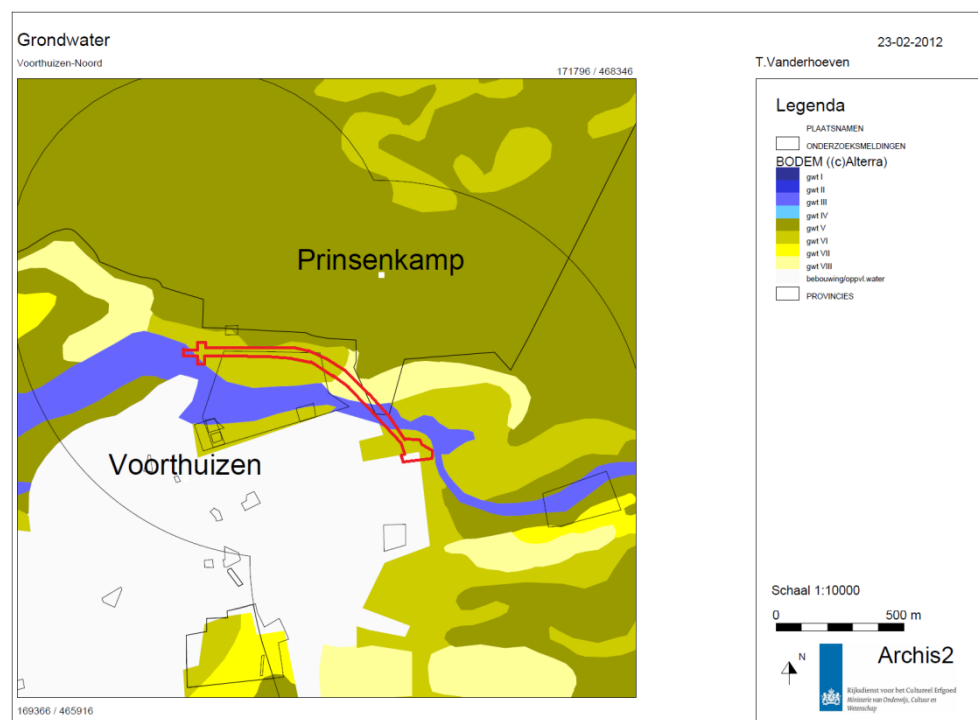 Grondwater
23-02-2012
Voorthuizen-Noord
T.Vanderhoeven
171796 / 468346
Legenda
PLAATSNAMEN
ONDERZOEKSMELDINGEN
BODEM ((c)Alterra)
gwt I
gwt II
gwt III
gwt IV
gwt V
gwt VI
gwt VII
gwt VIII
bebouwing/oppvl.water
PROVINCIES
Prinsenkamp
Voorthuizen
Schaal 1:10000
0 500 m
N
Archis2
Rijksdienst voor het Cultureel Erfgoed
Ministerie van Onderwijs, Cultuur en
Wetenschap
169366 / 465916